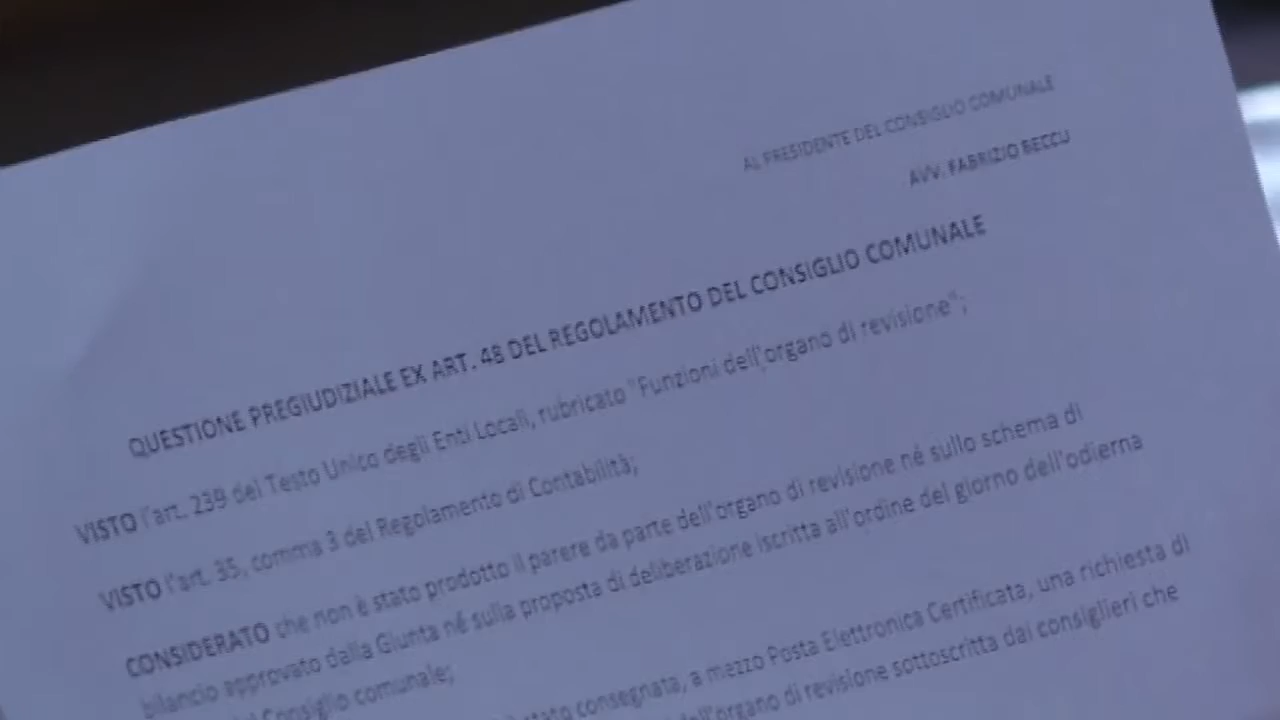 AL PRESIDENTE DEL CONSIGLIO COMUNALE
AVV. FABRIZIO BECCU
QUESTIONE PREGIUDIZIALE EX ART. 48 DEL REGOLAMENTO DEL CONSIGLIO COMUNALE
VISTO l'art. 239 del Testo Unico degli Enti Locali, rubricato "Funzioni dell'organo di revisione";
VISTO l'art. 35, comma 3 del Regolamento di Contabilità;
CONSIDERATO che non è stato prodotto il parere da parte dell'organo di revisione né sullo schema di
bilancio approvato dalla Giunta né sulla proposta di deliberazione iscritta all'ordine del giorno dell'odierna
Consiglio comunale;
stato consegnata, a mezzo Posta Elettronica Certificata, una richiesta di
dell'organo di revisione sottoscritta dai consiglieri che